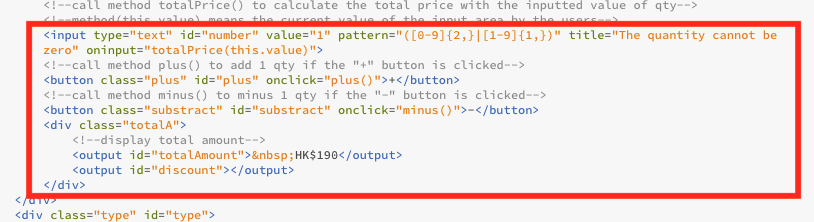 <!--call method totalPrice() to calculate the total price with the inputted value of qty-->
<!--method(this.value) means the current value of the input area by the users-->
<input type="text" id="number" value="1" pattern="([0-9]{2,}|[1-9]{1,})" title="The quantity cannot be
zero" oninput="totalPrice(this.value)">
<!--call method plus() to add 1 qty if the "+" button is clicked-->
<button class="plus" id="plus" onclick="plus()">+</button>
<!--call method minus() to minus 1 qty if the "-" button is clicked-->
<button class="substract" id="substract" onclick="minus()">-</button>
<div class="totalA">
<!--display total amount-->
<output id="totalAmount">&nbsp;HK$190</output>
<output id="discount"></output>
</div>
</div>
<div class="type" id="type">